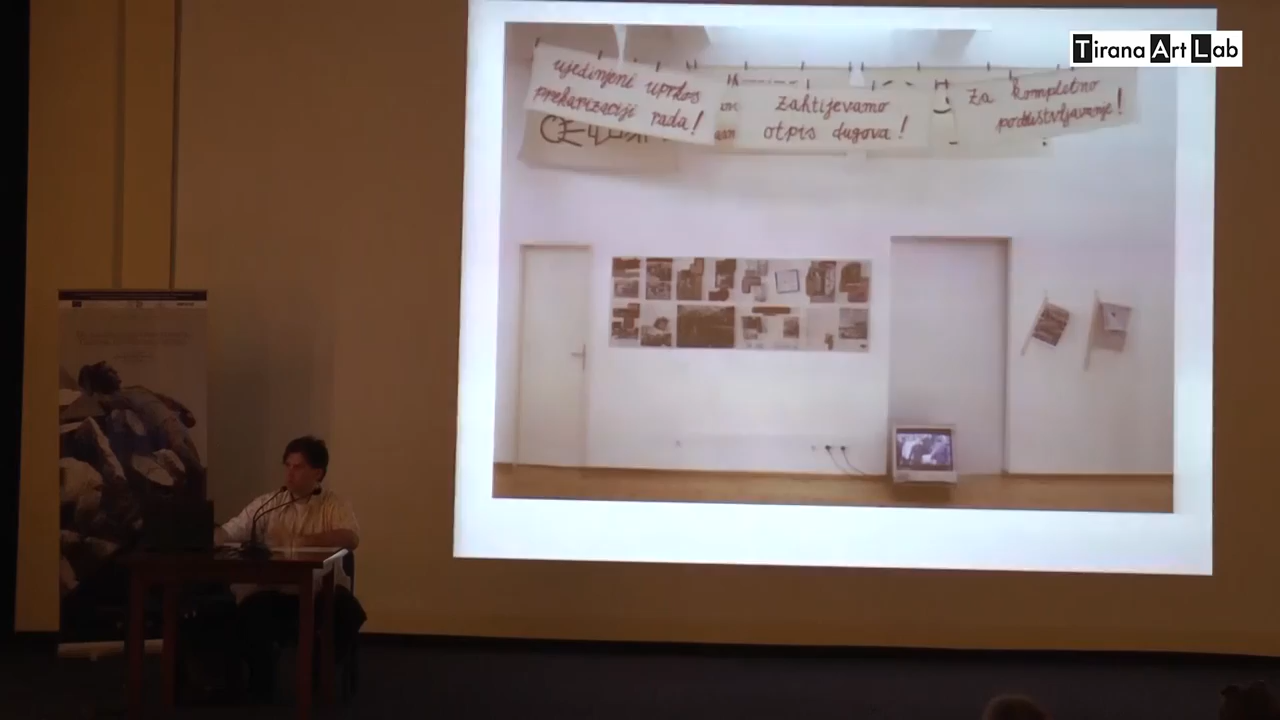 Tirana Art Lab
ujedinjeni uprkos
prekarizaciji rada!
Zahtijevamo
otpis dugova!
Za kompletno
podruštvljavanje!